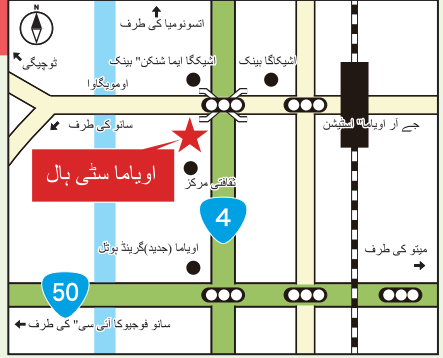 N
اتسونومیا کی طرف
ٹوچیگی
اشیکگا ایما شنکن" بینک
اشیکاگا بینک
اومویگاوا
سانو کی طرف
جے آر اویاما" اسٹیشن
اویاما سٹی ہال
ثقافتی مرکز
4
اویاما (جدید)گرینڈ ہوٹل
میتو کی طرف
50
سانو فوجیوکا آئی سی" کی طرف